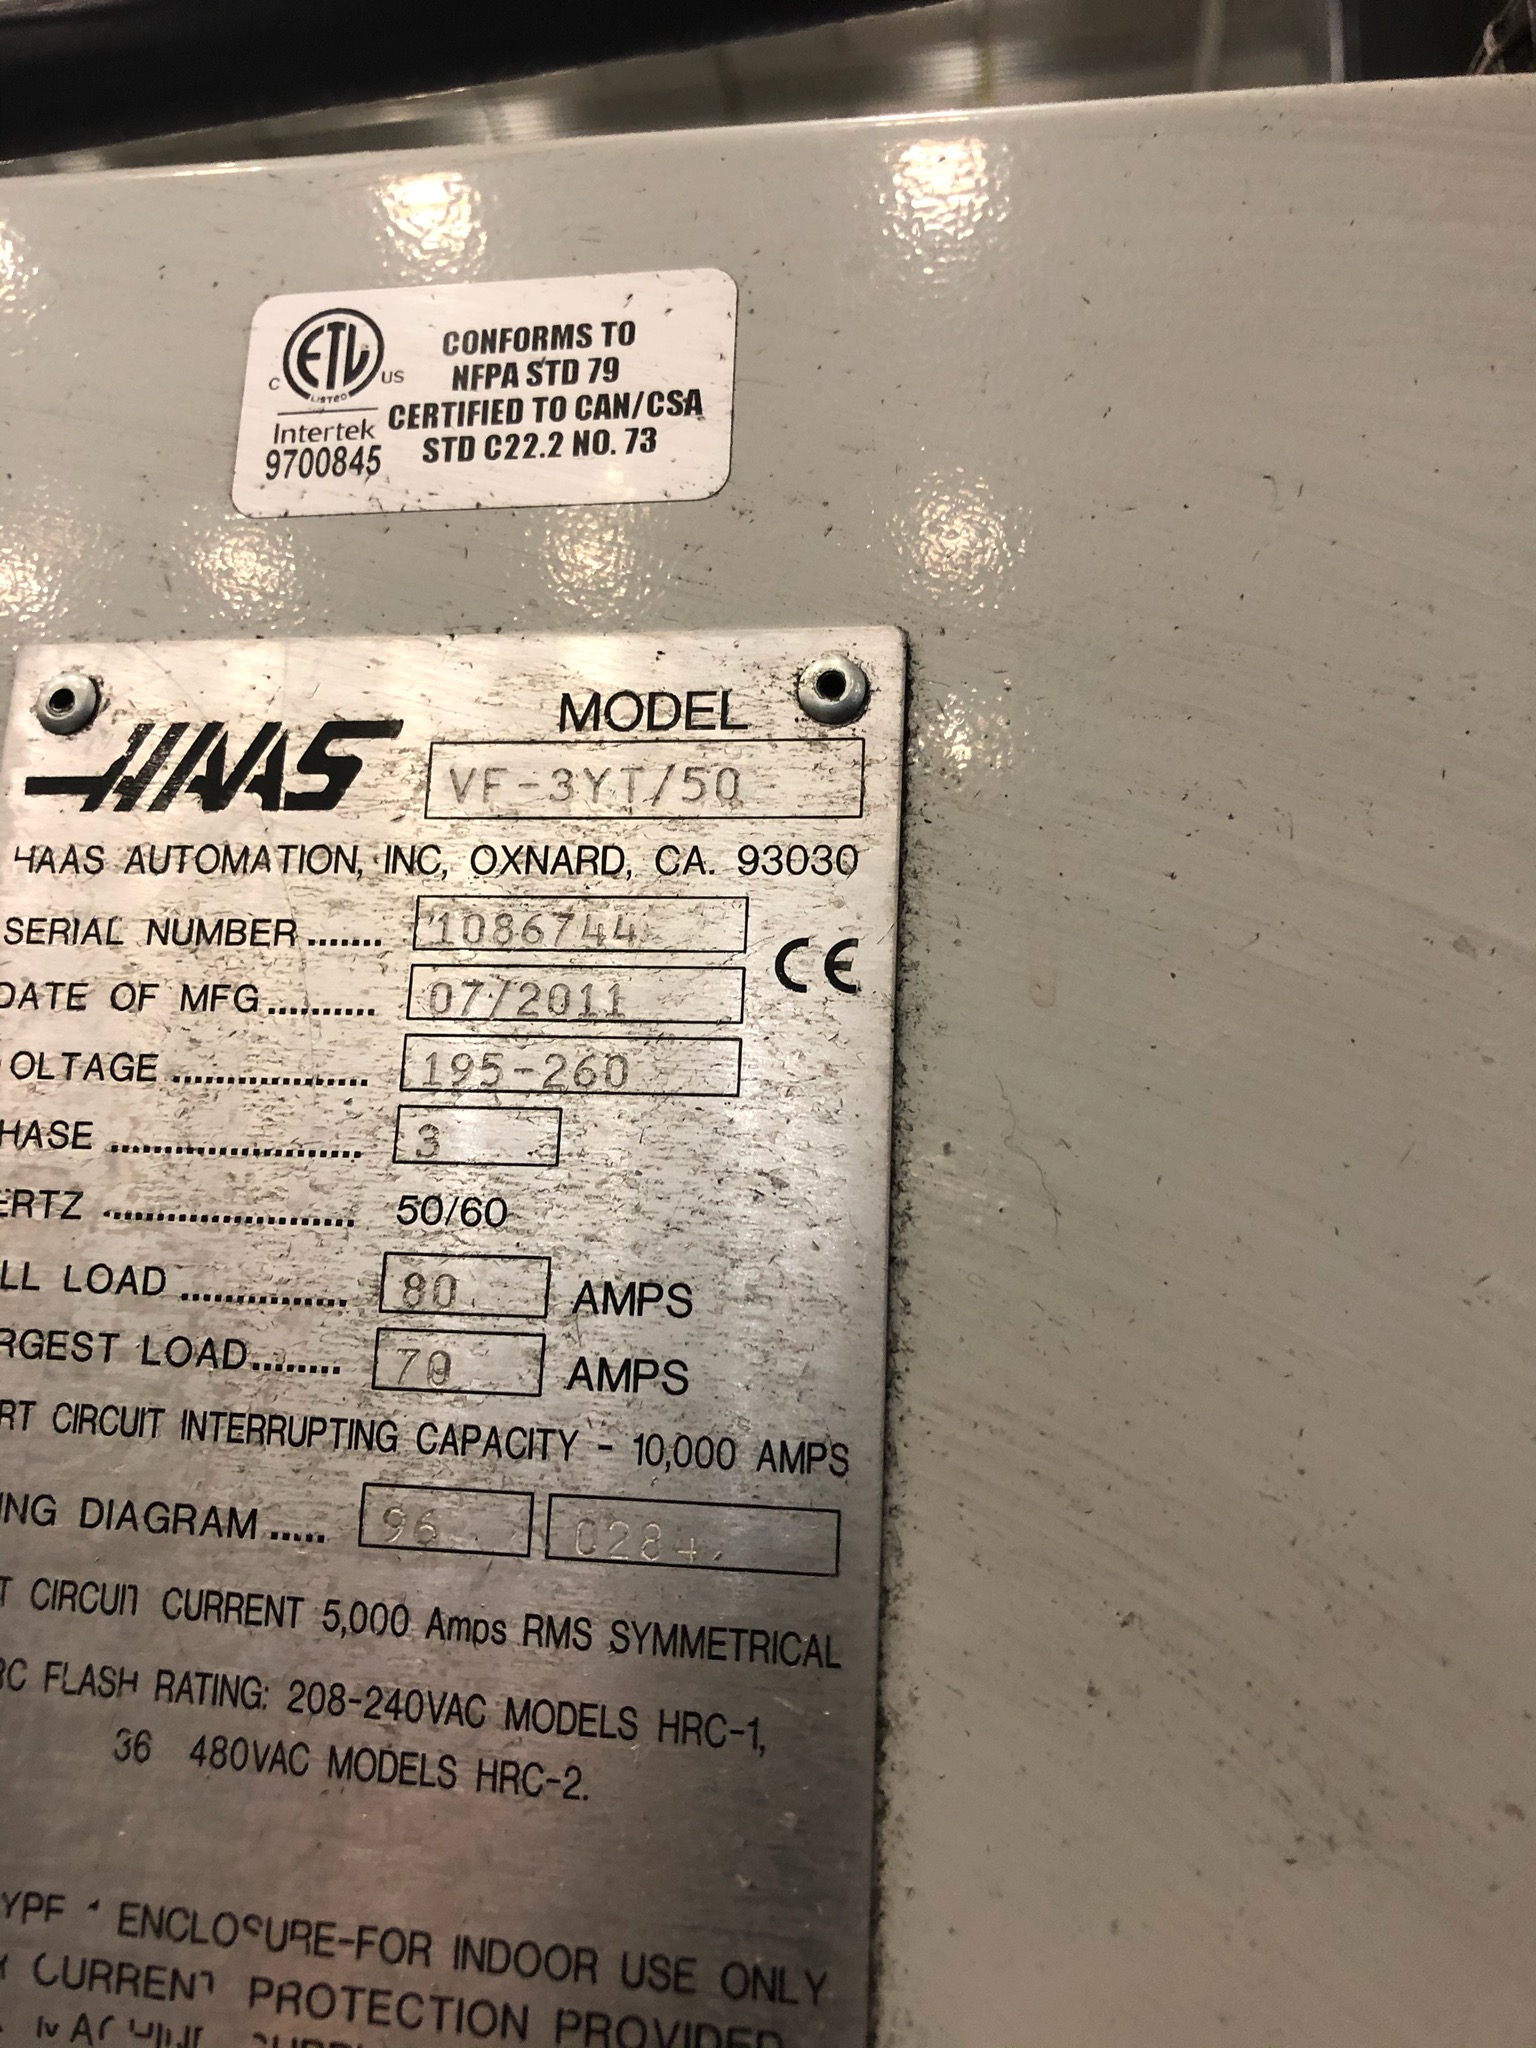 ETL
C US
LISTED
Intertek
9700845
CONFORMS TO
NFPA STD 79
CERTIFIED TO CAN/CSA
STD C22.2 NO. 73
HAAS
MODEL
VF-3YT/50
HAAS AUTOMATION, INC, OXNARD, CA. 93030
SERIAL NUMBER ....... 1086744
CE
DATE OF MFG .......... 07/2011
OLTAGE .................. 195-260
HASE ....................... 3
ERTZ ....................... 50/60
LL LOAD ............... 80 AMPS
RGEST LOAD ........ 70 AMPS
RT CIRCUIT INTERRUPTING CAPACITY - 10,000 AMPS
ING DIAGRAM ..... 96 0284
T CIRCUIT CURRENT 5,000 Amps RMS SYMMETRICAL
RC FLASH RATING: 208-240VAC MODELS HRC-1,
36 480VAC MODELS HRC-2.
YPE ENCLOSURE-FOR INDOOR USE ONLY
CURRENT PROTECTION PROVIDED